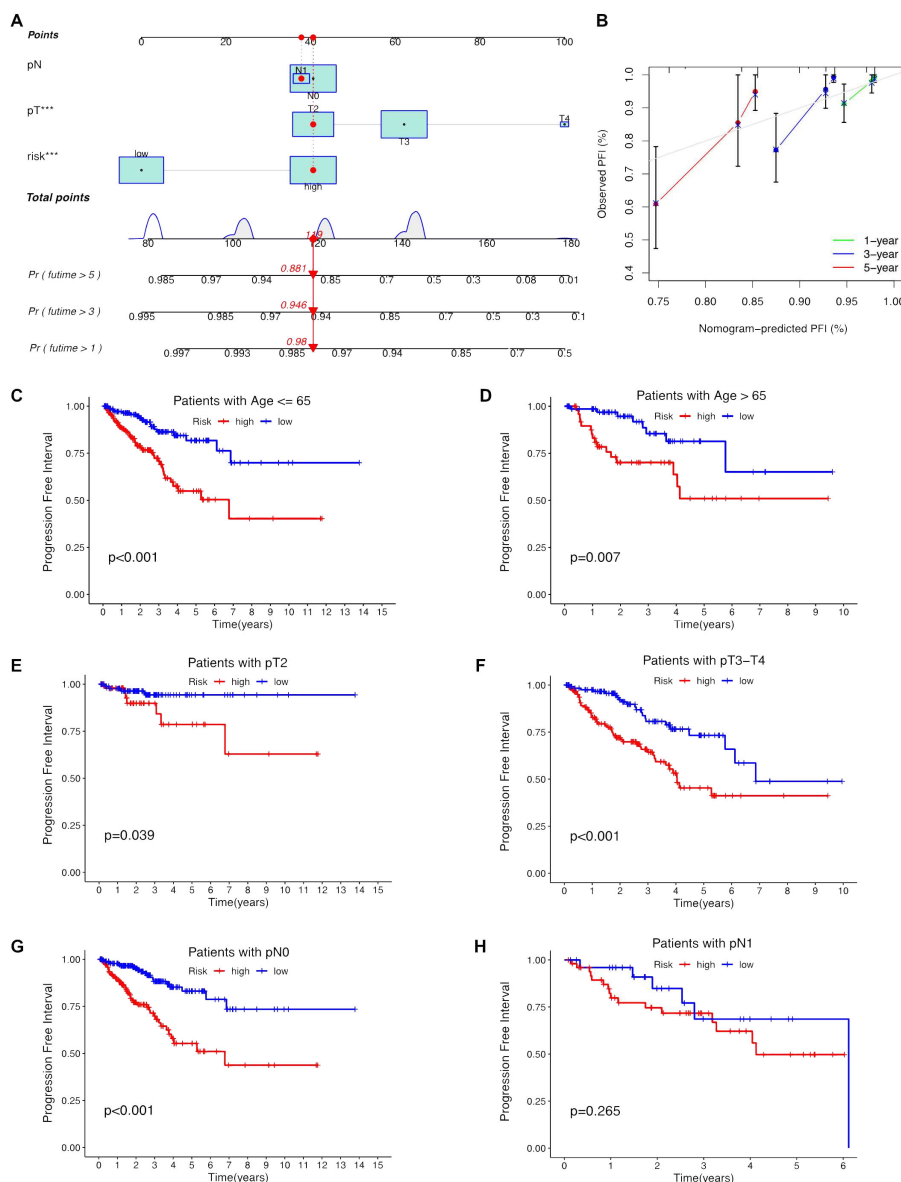 A
Points
0 20 40 60 80 100
pN
N1
N0
pT***
T2
T3
T4
risk***
low
high
Total points
119
80 100 120 140 160 180
0.881
Pr ( futime > 5 )
0.985 0.97 0.94 0.85 0.7 0.5 0.3 0.08 0.01
0.946
Pr ( futime > 3 )
0.995 0.985 0.97 0.94 0.85 0.7 0.5 0.3 0.1
0.98
Pr ( futime > 1 )
0.997 0.993 0.985 0.97 0.94 0.85 0.7 0.5
B
Observed PFI (%)
1.0
0.9
0.8
0.7
0.6
0.5
0.4
1-year
3-year
5-year
0.75 0.80 0.85 0.90 0.95 1.00
Nomogram-predicted PFI (%)
C
Patients with Age <= 65
Risk high low
Progression Free Interval
1.00
0.75
0.50
0.25
0.00
p<0.001
0 1 2 3 4 5 6 7 8 9 10 11 12 13 14 15
Time(years)
D
Patients with Age > 65
Risk high low
Progression Free Interval
1.00
0.75
0.50
0.25
0.00
p=0.007
0 1 2 3 4 5 6 7 8 9 10
Time(years)
E
Patients with pT2
Risk high low
Progression Free Interval
1.00
0.75
0.50
0.25
0.00
p=0.039
0 1 2 3 4 5 6 7 8 9 10 11 12 13 14 15
Time(years)
F
Patients with pT3-T4
Risk high low
Progression Free Interval
1.00
0.75
0.50
0.25
0.00
p<0.001
0 1 2 3 4 5 6 7 8 9 10
Time(years)
G
Patients with pN0
Risk high low
Progression Free Interval
1.00
0.75
0.50
0.25
0.00
p<0.001
0 1 2 3 4 5 6 7 8 9 10 11 12 13 14 15
Time(years)
H
Patients with pN1
Risk high low
Progression Free Interval
1.00
0.75
0.50
0.25
0.00
p=0.265
0 1 2 3 4 5 6
Time(years)